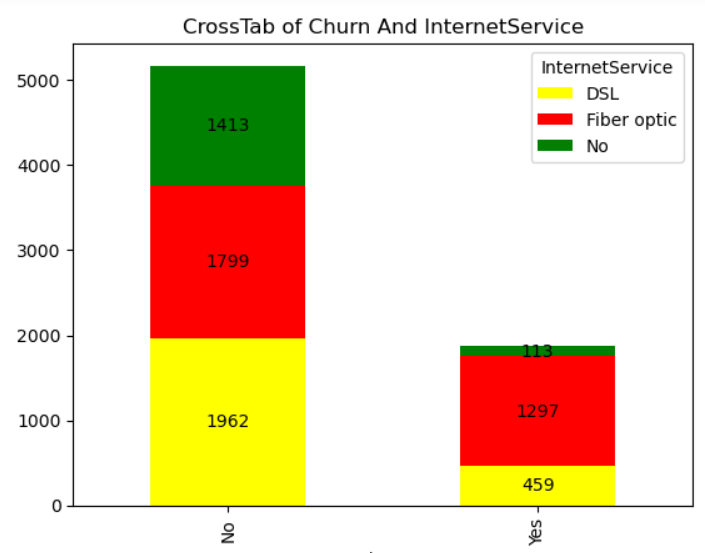 CrossTab of Churn And InternetService
InternetService
DSL
Fiber optic
No
5000
4000
3000
2000
1000
0
1413
1799
1962
113
1297
459
No
Yes